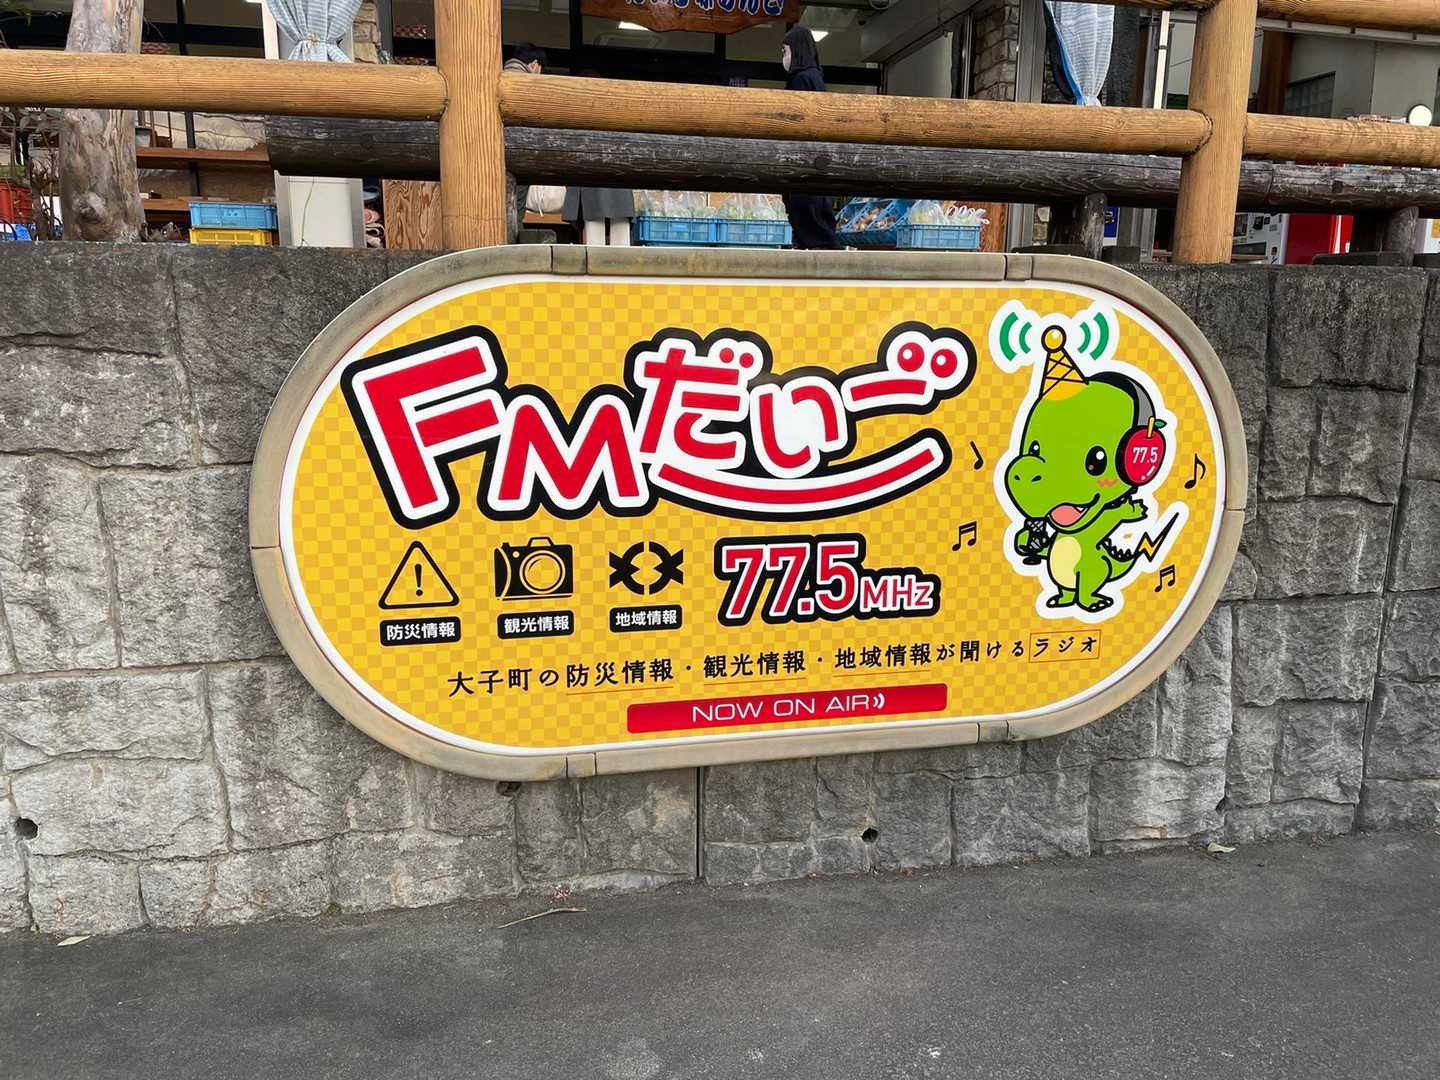 FMだいご
77.5
防災情報
観光情報
地域情報
77.5MHz
大子町の防災情報・観光情報・地域情報が聞けるラジオ
NOW ON AIR